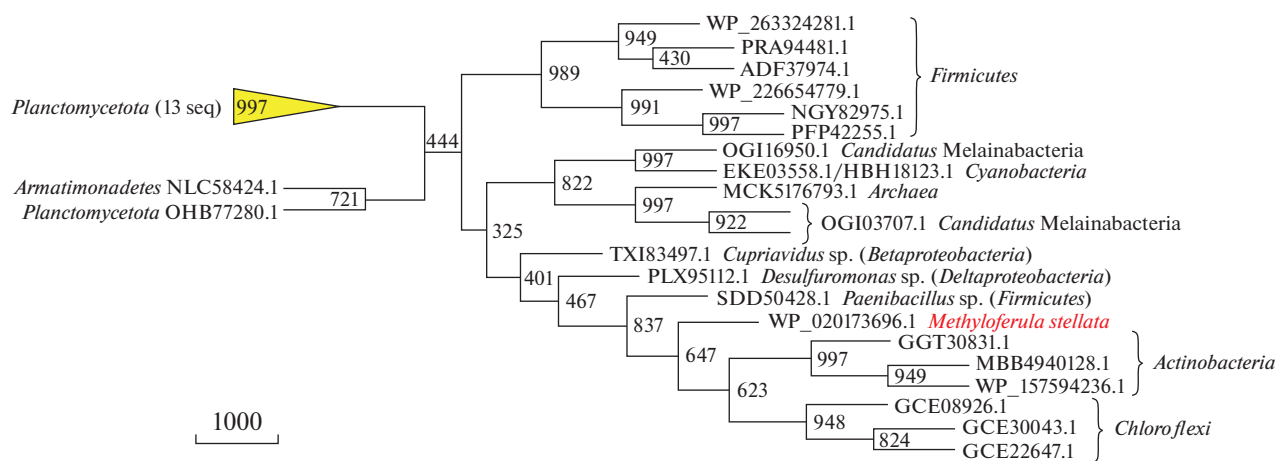 WP_263324281.1
949
PRA94481.1
430
ADF37974.1
Firmicutes
989
WP_226654779.1
991
NGY82975.1
997
PFP42255.1
Planctomycetota (13 seq)
997
444
OGI16950.1 Candidatus Melainabacteria
997
EKE03558.1/HBH18123.1 Cyanobacteria
822
MCK5176793.1 Archaea
997
922
OGI03707.1 Candidatus Melainabacteria
Armatimonadetes NLC58424.1
721
Planctomycetota OHB77280.1
325
TXI83497.1 Cupriavidus sp. (Betaproteobacteria)
401
PLX95112.1 Desulfuromonas sp. (Deltaproteobacteria)
467
SDD50428.1 Paenibacillus sp. (Firmicutes)
837
WP_020173696.1 Methyloferula stellata
647
GGT30831.1
997
MBB4940128.1
949
WP_157594236.1
Actinobacteria
623
GCE08926.1
948
GCE30043.1
824
GCE22647.1
Chloroflexi
1000